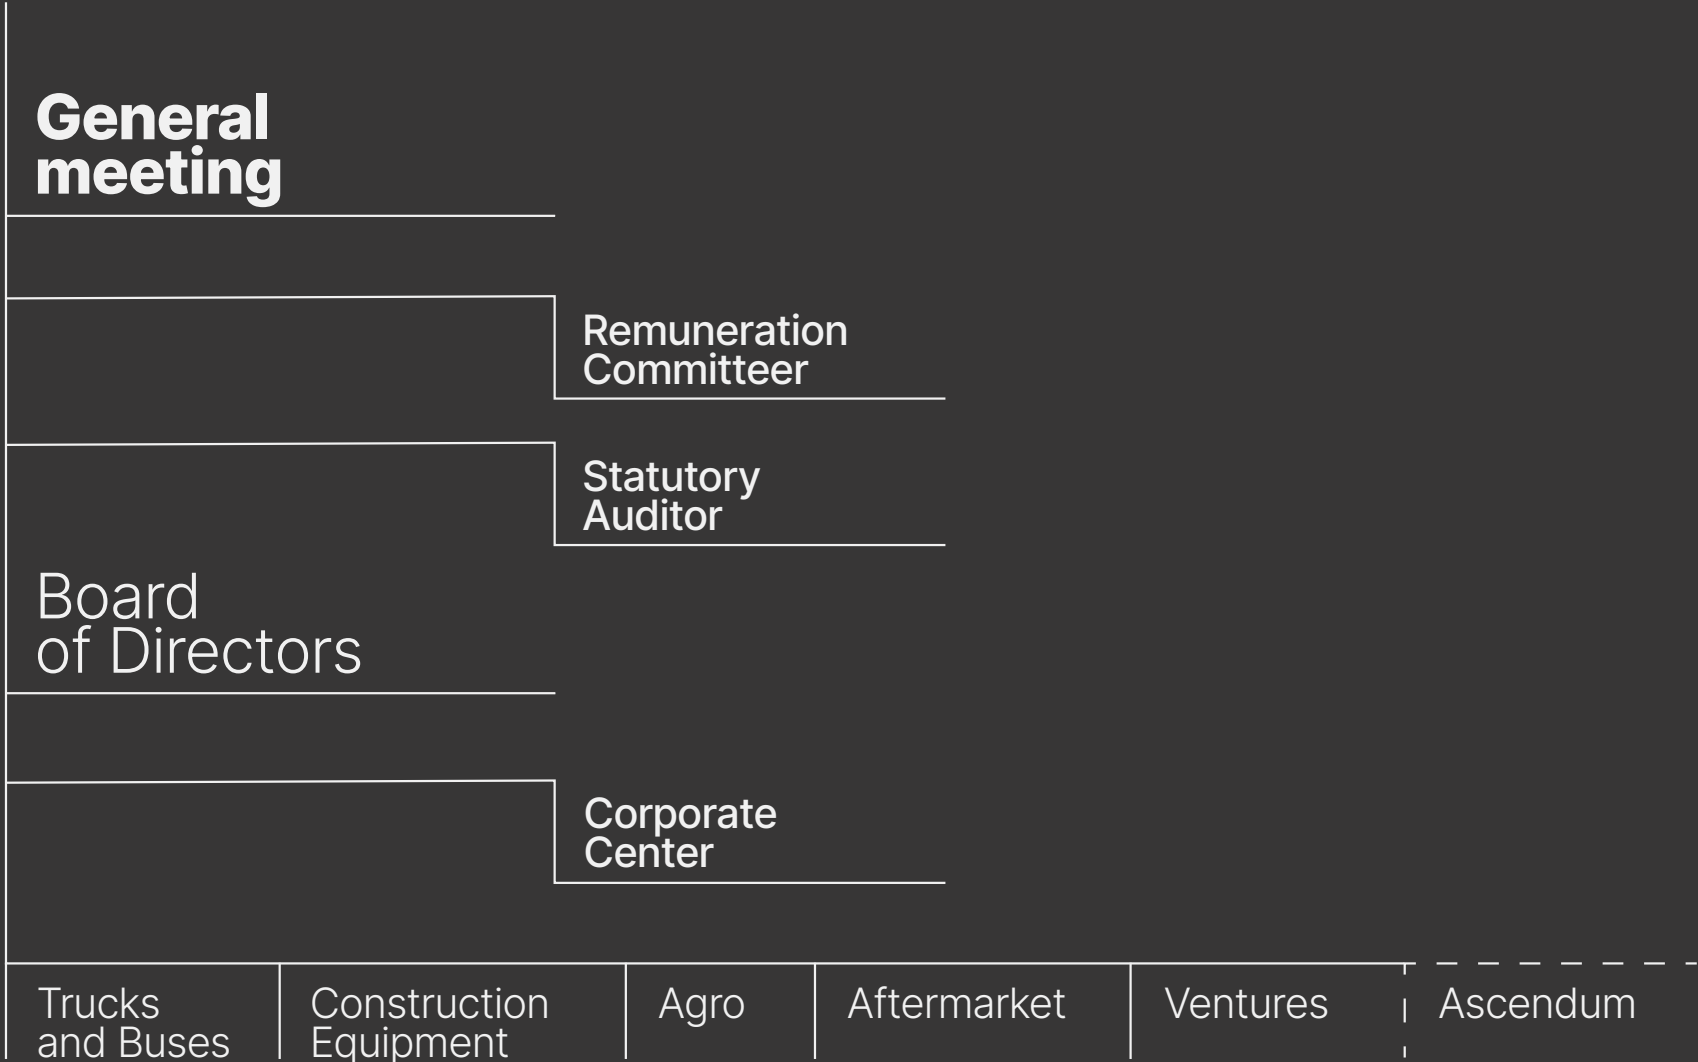 General
meeting
Remuneration
Committeer
Statutory
Auditor
Board
of Directors
Corporate
Center
Trucks
and Buses
Construction
Equipment
Agro
Aftermarket
Ventures
Ascendum